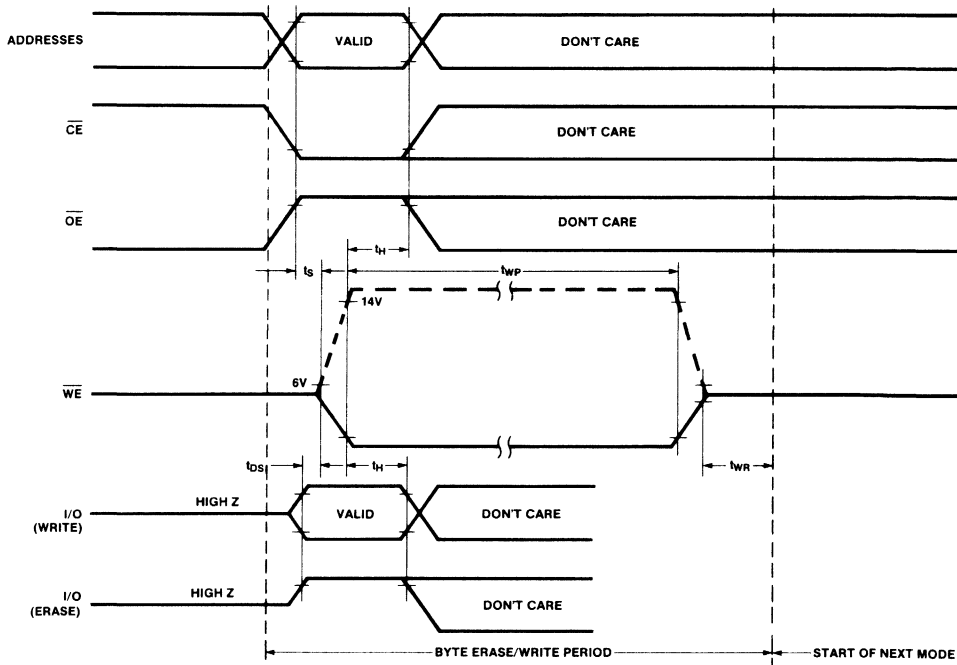 ADDRESSES VALID DON'T CARE
CE DON'T CARE
OE DON'T CARE
tH
tS tWP
14V
6V
WE
tDS tH tWR
HIGH Z
I/O
(WRITE) VALID DON'T CARE
HIGH Z
I/O
(ERASE) DON'T CARE
BYTE ERASE/WRITE PERIOD START OF NEXT MODE